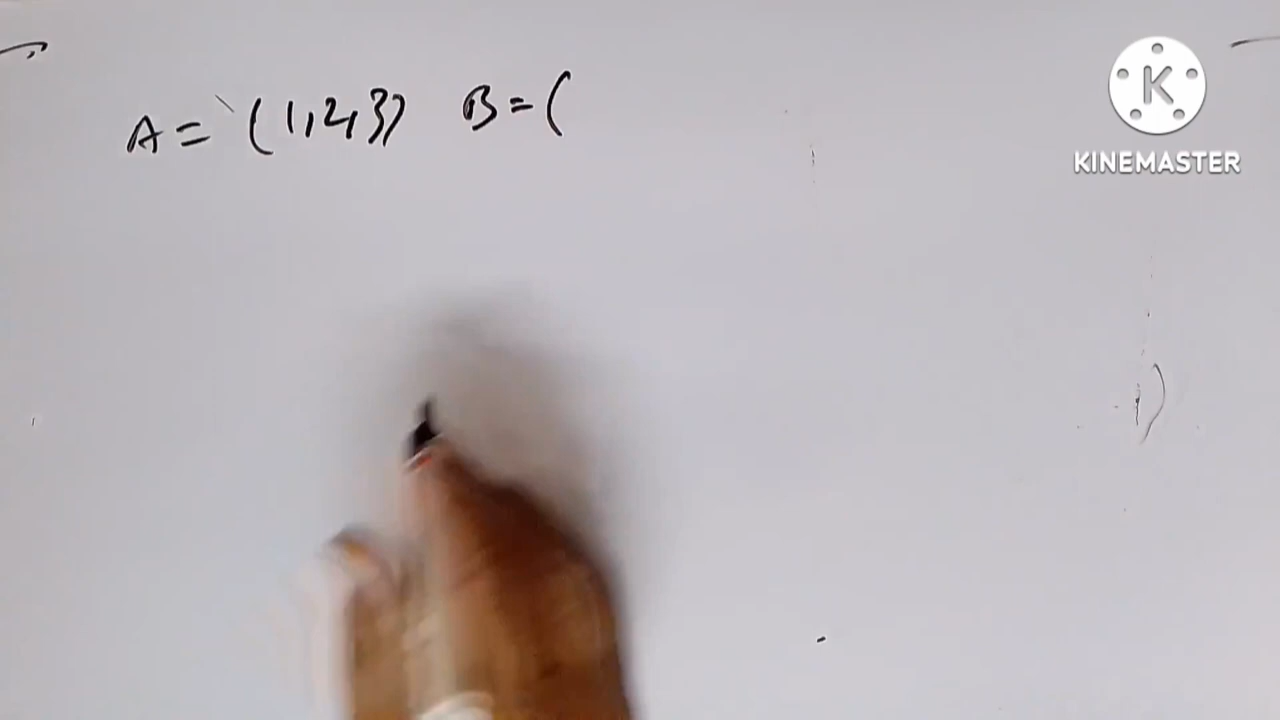 A = (1,2,3) B = (
K
KINEMASTER